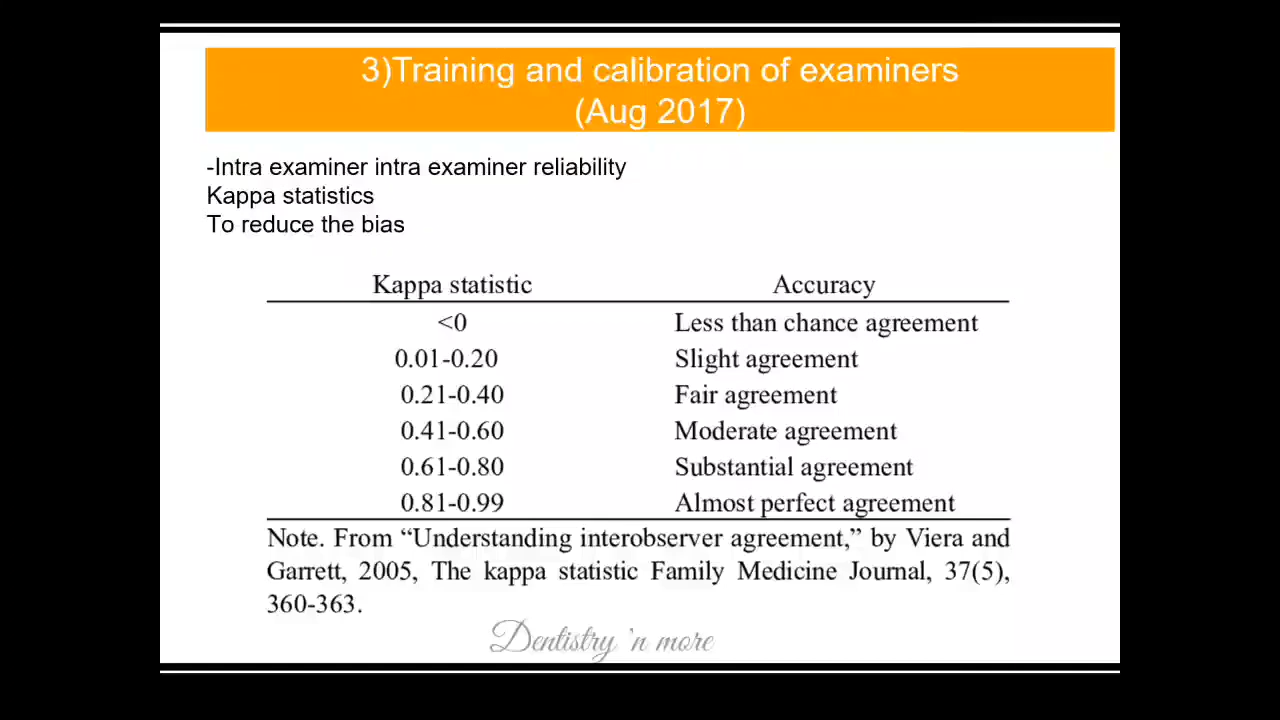 3)Training and calibration of examiners
(Aug 2017)
-Intra examiner intra examiner reliability
Kappa statistics
To reduce the bias
Kappa statistic Accuracy
<0 Less than chance agreement
0.01-0.20 Slight agreement
0.21-0.40 Fair agreement
0.41-0.60 Moderate agreement
0.61-0.80 Substantial agreement
0.81-0.99 Almost perfect agreement
Note. From “Understanding interobserver agreement,” by Viera and
Garrett, 2005, The kappa statistic Family Medicine Journal, 37(5),
360-363.
Dentistry 'n more